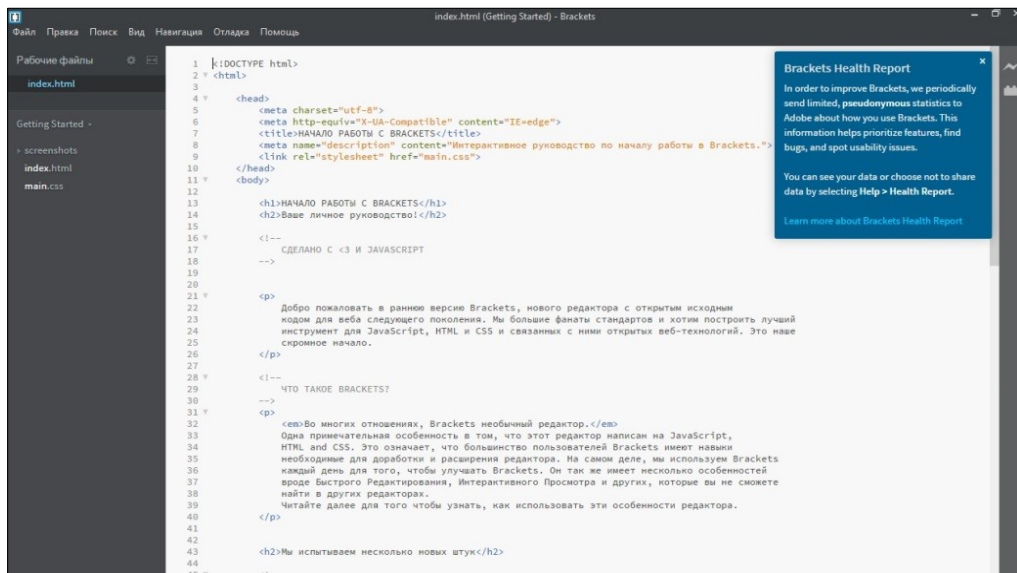 index.html (Getting Started) - Brackets
Файл Правка Поиск Вид Навигация Отладка Помощь
Рабочие файлы
index.html
Getting Started
screenshots
index.html
main.css
1 <!DOCTYPE html>
2 <html>
3
4 <head>
5 <meta charset="utf-8">
6 <meta http-equiv="X-UA-Compatible" content="IE=edge">
7 <title>НАЧАЛО РАБОТЫ С BRACKETS</title>
8 <meta name="description" content="Интерактивное руководство по началу работы в Brackets.">
9 <link rel="stylesheet" href="main.css">
10 </head>
11 <body>
12
13 <h1>НАЧАЛО РАБОТЫ С BRACKETS</h1>
14 <h2>Ваше личное руководство!</h2>
15
16 <!--
17 СДЕЛАНО С <3 И JAVASCRIPT
18 -->
19
20
21 <p>
22 Добро пожаловать в раннюю версию Brackets, нового редактора с открытым исходным
23 кодом для веба следующего поколения. Мы большие фанаты стандартов и хотим построить лучший
24 инструмент для JavaScript, HTML и CSS и связанных с ними открытых веб-технологий. Это наше
25 скромное начало.
26 </p>
27
28 <!--
29 ЧТО ТАКОЕ BRACKETS?
30 -->
31 <p>
32 <em>Во многих отношениях, Brackets необычный редактор.</em>
33 Одна примечательная особенность в том, что этот редактор написан на JavaScript,
34 HTML and CSS. Это означает, что большинство пользователей Brackets имеют навыки
35 необходимые для доработки и расширения редактора. На самом деле, мы используем Brackets
36 каждый день для того, чтобы улучшать Brackets. Он так же имеет несколько особенностей
37 вроде Быстрого Редактирования, Интерактивного Просмотра и других, которые вы не сможете
38 найти в других редакторах.
39 Читайте далее для того чтобы узнать, как использовать эти особенности редактора.
40 </p>
41
42
43 <h2>Мы испытываем несколько новых штук</h2>
44
Brackets Health Report
In order to improve Brackets, we periodically
send limited, pseudonymous statistics to
Adobe about how you use Brackets. This
information helps prioritize features, find
bugs, and spot usability issues.
You can see your data or choose not to share
data by selecting Help > Health Report.
Learn more about Brackets Health Report